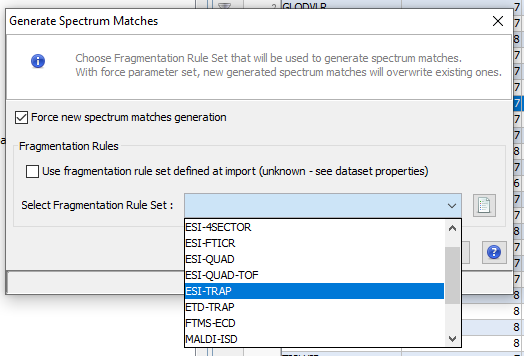 2 GLQDVLR 7
Generate Spectrum Matches
Choose Fragmentation Rule Set that will be used to generate spectrum matches.
With force parameter set, new generated spectrum matches will overwrite existing ones.
Force new spectrum matches generation
Fragmentation Rules
Use fragmentation rule set defined at import (unknown - see dataset properties)
Select Fragmentation Rule Set :
ESI-4SECTOR
ESI-FTICR
ESI-QUAD
ESI-QUAD-TOF
ESI-TRAP
ETD-TRAP
FTMS-ECD
MALDI-ISD